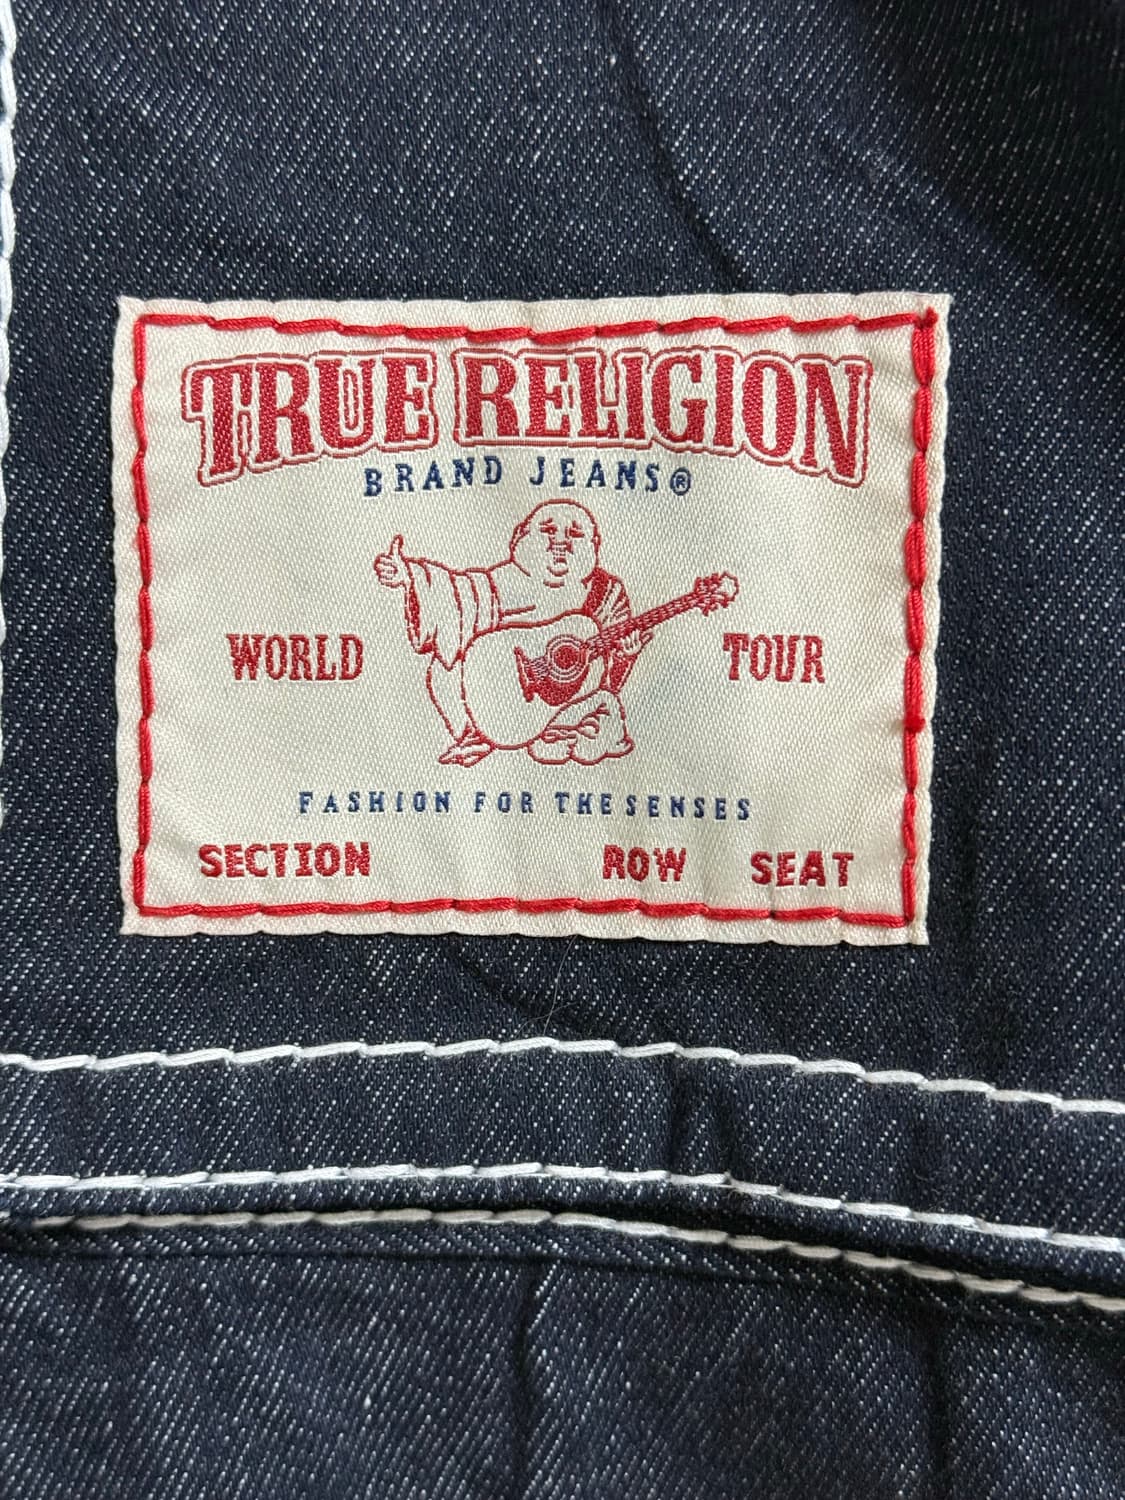 TRUE RELIGION
BRAND JEANS®
WORLD TOUR
FASHION FOR THE SENSES
SECTION ROW SEAT